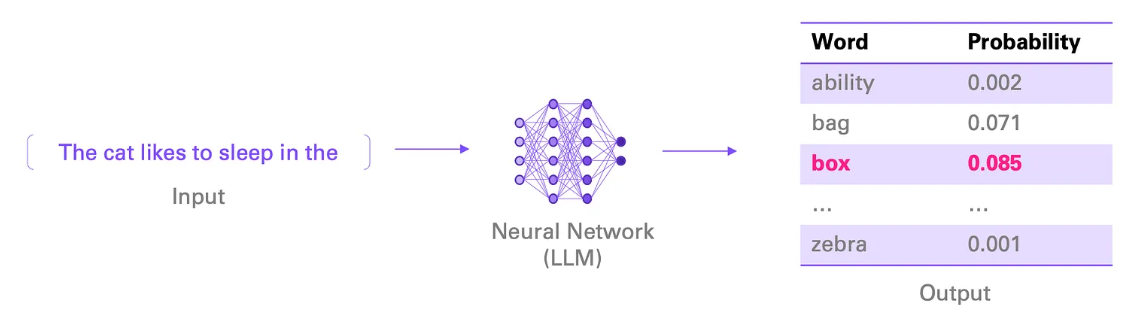 The cat likes to sleep in the
Input
Neural Network
(LLM)
Word Probability
ability 0.002
bag 0.071
box 0.085
... ...
zebra 0.001
Output